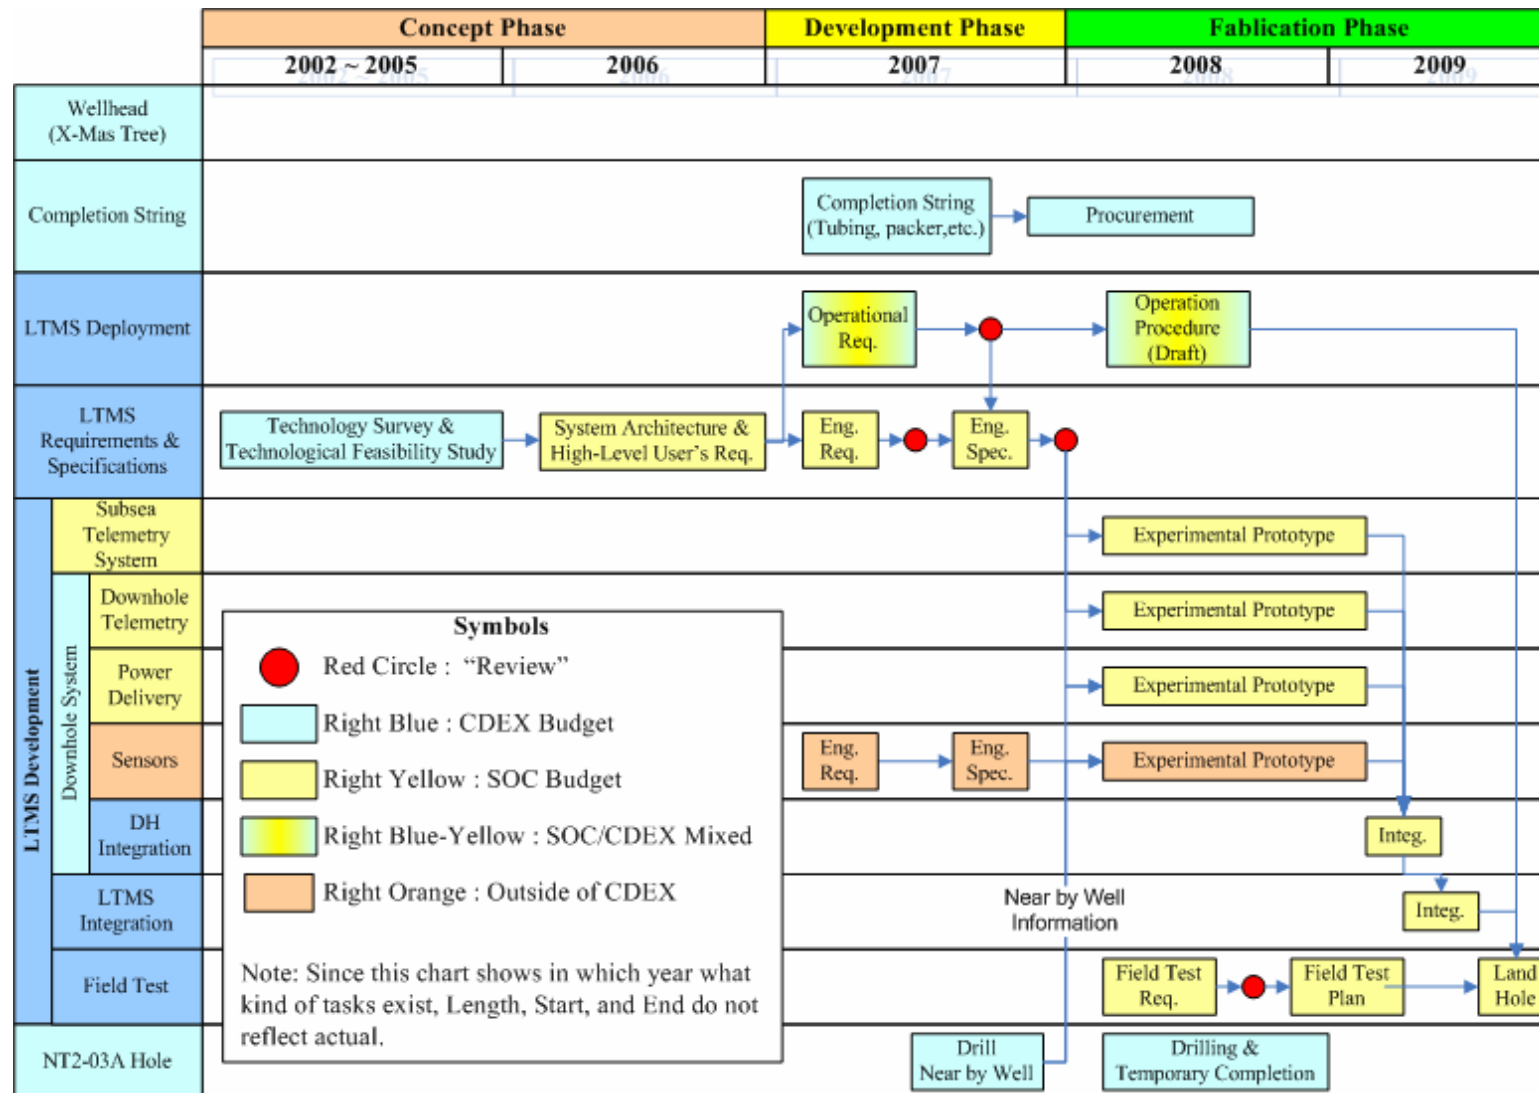 Concept Phase
Development Phase
Fablication Phase
2002 ~ 2005
2006
2007
2008
2009
Wellhead
(X-Mas Tree)
Completion String
Completion String
(Tubing, packer,etc.)
Procurement
LTMS Deployment
Operational
Req.
Operation
Procedure
(Draft)
LTMS
Requirements &
Specifications
Technology Survey &
Technological Feasibility Study
System Architecture &
High-Level User's Req.
Eng.
Req.
Eng.
Spec.
LTMS Development
Subsea
Telemetry
System
Experimental Prototype
Downhole System
Downhole
Telemetry
Experimental Prototype
Power
Delivery
Experimental Prototype
Sensors
Eng.
Req.
Eng.
Spec.
Experimental Prototype
DH
Integration
Integ.
LTMS
Integration
Near by Well
Information
Integ.
Field Test
Field Test
Req.
Field Test
Plan
Land
Hole
NT2-03A Hole
Drill
Near by Well
Drilling &
Temporary Completion
Symbols
Red Circle : “Review”
Right Blue : CDEX Budget
Right Yellow : SOC Budget
Right Blue-Yellow : SOC/CDEX Mixed
Right Orange : Outside of CDEX
Note: Since this chart shows in which year what
kind of tasks exist, Length, Start, and End do not
reflect actual.